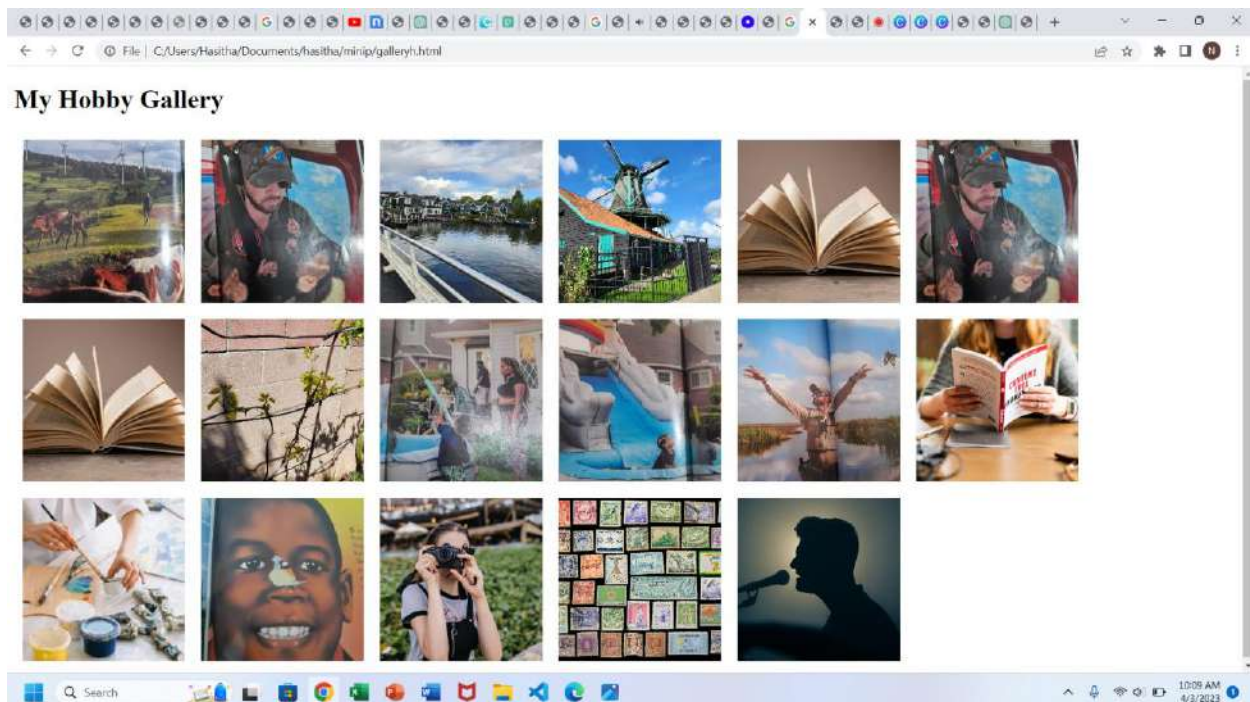 File | C:/Users/Hasitha/Documents/hasitha/minip/galleryh.html
N
My Hobby Gallery
Search
10:09 AM
4/3/2023